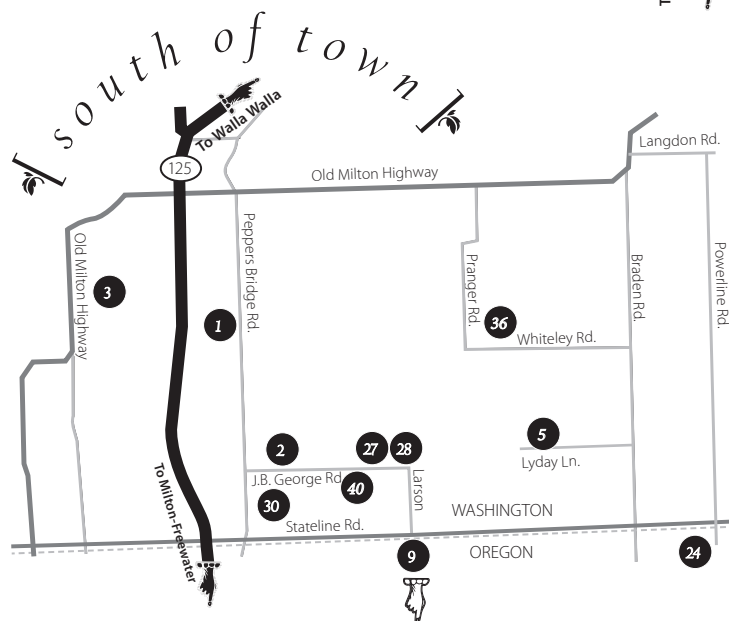 south of town
To Walla Walla
125
Langdon Rd.
Old Milton Highway
Old Milton Highway
Peppers Bridge Rd.
Pranger Rd.
Braden Rd.
Powerline Rd.
3
1
36
Whiteley Rd.
2
27
28
5
Lyday Ln.
J.B. George Rd.
40
Larson
30
To Milton-Freewater
WASHINGTON
Stateline Rd.
9
OREGON
24